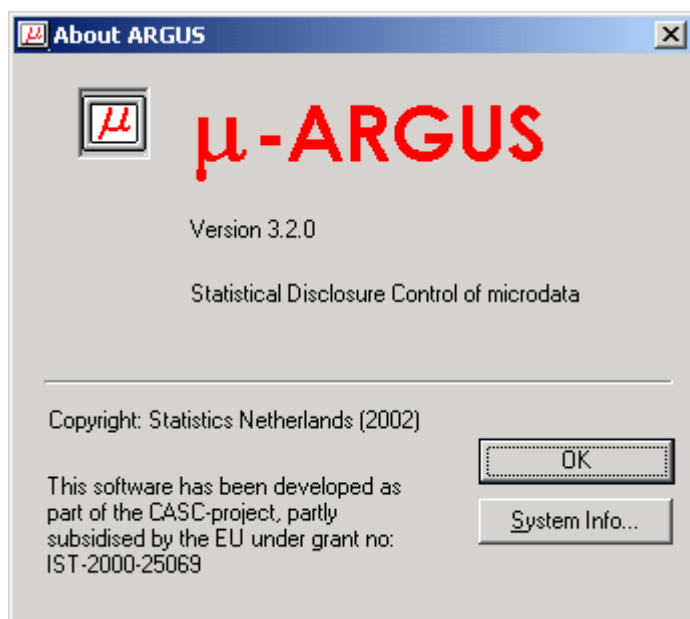 μ About ARGUS
μ
μ-ARGUS
Version 3.2.0
Statistical Disclosure Control of microdata
Copyright: Statistics Netherlands (2002)
This software has been developed as
part of the CASC-project, partly
subsidised by the EU under grant no:
IST-2000-25069
OK
System Info...